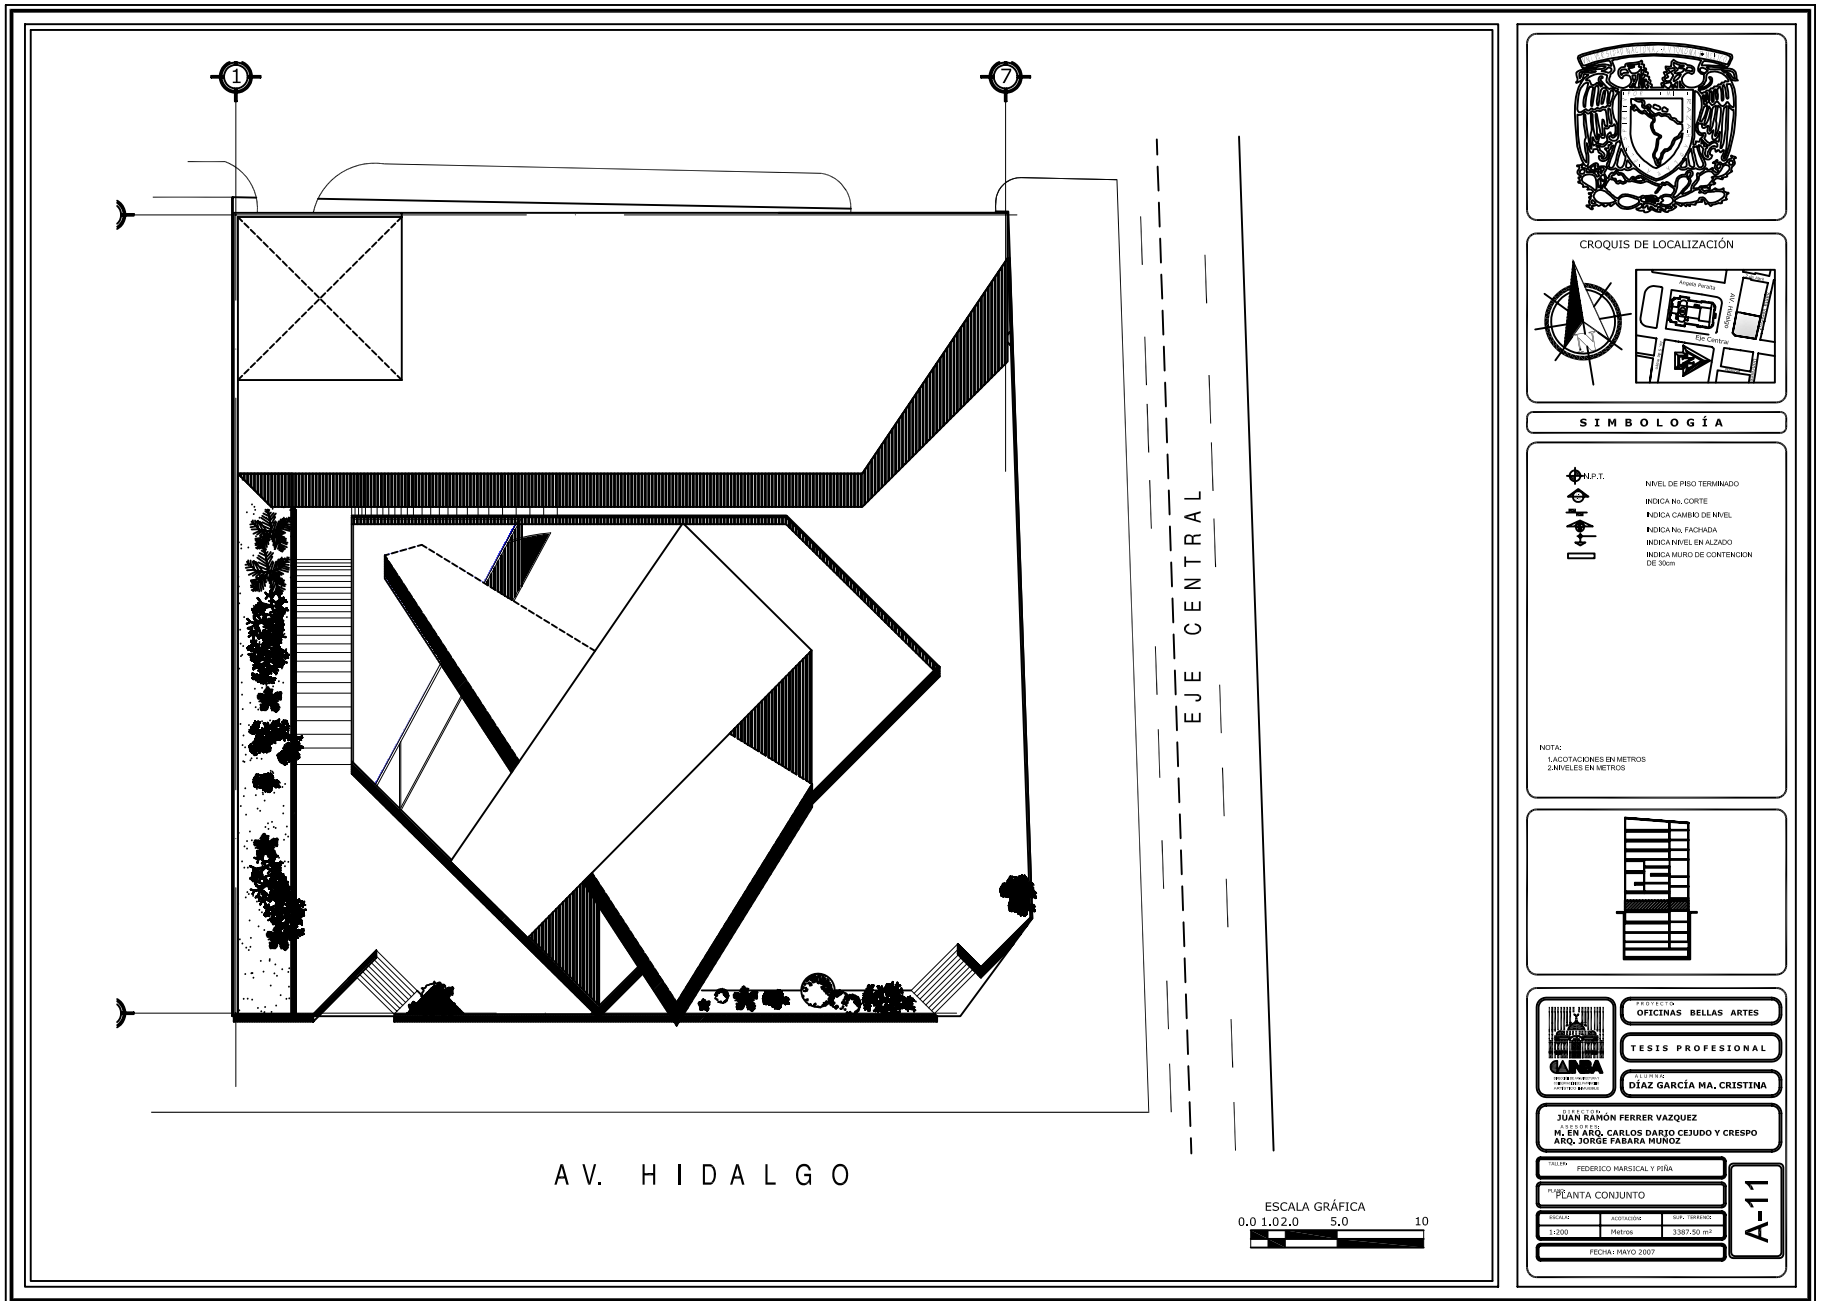 1
7
EJE CENTRAL
AV. HIDALGO
ESCALA GRÁFICA
0.0 1.0 2.0 5.0 10
CROQUIS DE LOCALIZACIÓN
Angela Peralta
AV. Hidalgo
Eje Central
N
SIMBOLOGÍA
N.P.T.
NIVEL DE PISO TERMINADO
INDICA No. CORTE
INDICA CAMBIO DE NIVEL
INDICA No. FACHADA
INDICA NIVEL EN ALZADO
INDICA MURO DE CONTENCION
DE 30cm
NOTA:
1.ACOTACIONES EN METROS
2.NIVELES EN METROS
PROYECTO:
OFICINAS BELLAS ARTES
TESIS PROFESIONAL
ALUMNA:
DÍAZ GARCÍA MA. CRISTINA
DIRECTOR:
JUAN RAMÓN FERRER VAZQUEZ
ASESORES:
M. EN ARQ. CARLOS DARIO CEJUDO Y CRESPO
ARQ. JORGE FABARA MUÑOZ
TALLER:
FEDERICO MARSICAL Y PIÑA
PLANO:
PLANTA CONJUNTO
ESCALA: ACOTACIÓN: SUP. TERRENO:
1:200 Metros 3387.50 m²
FECHA: MAYO 2007
A-11